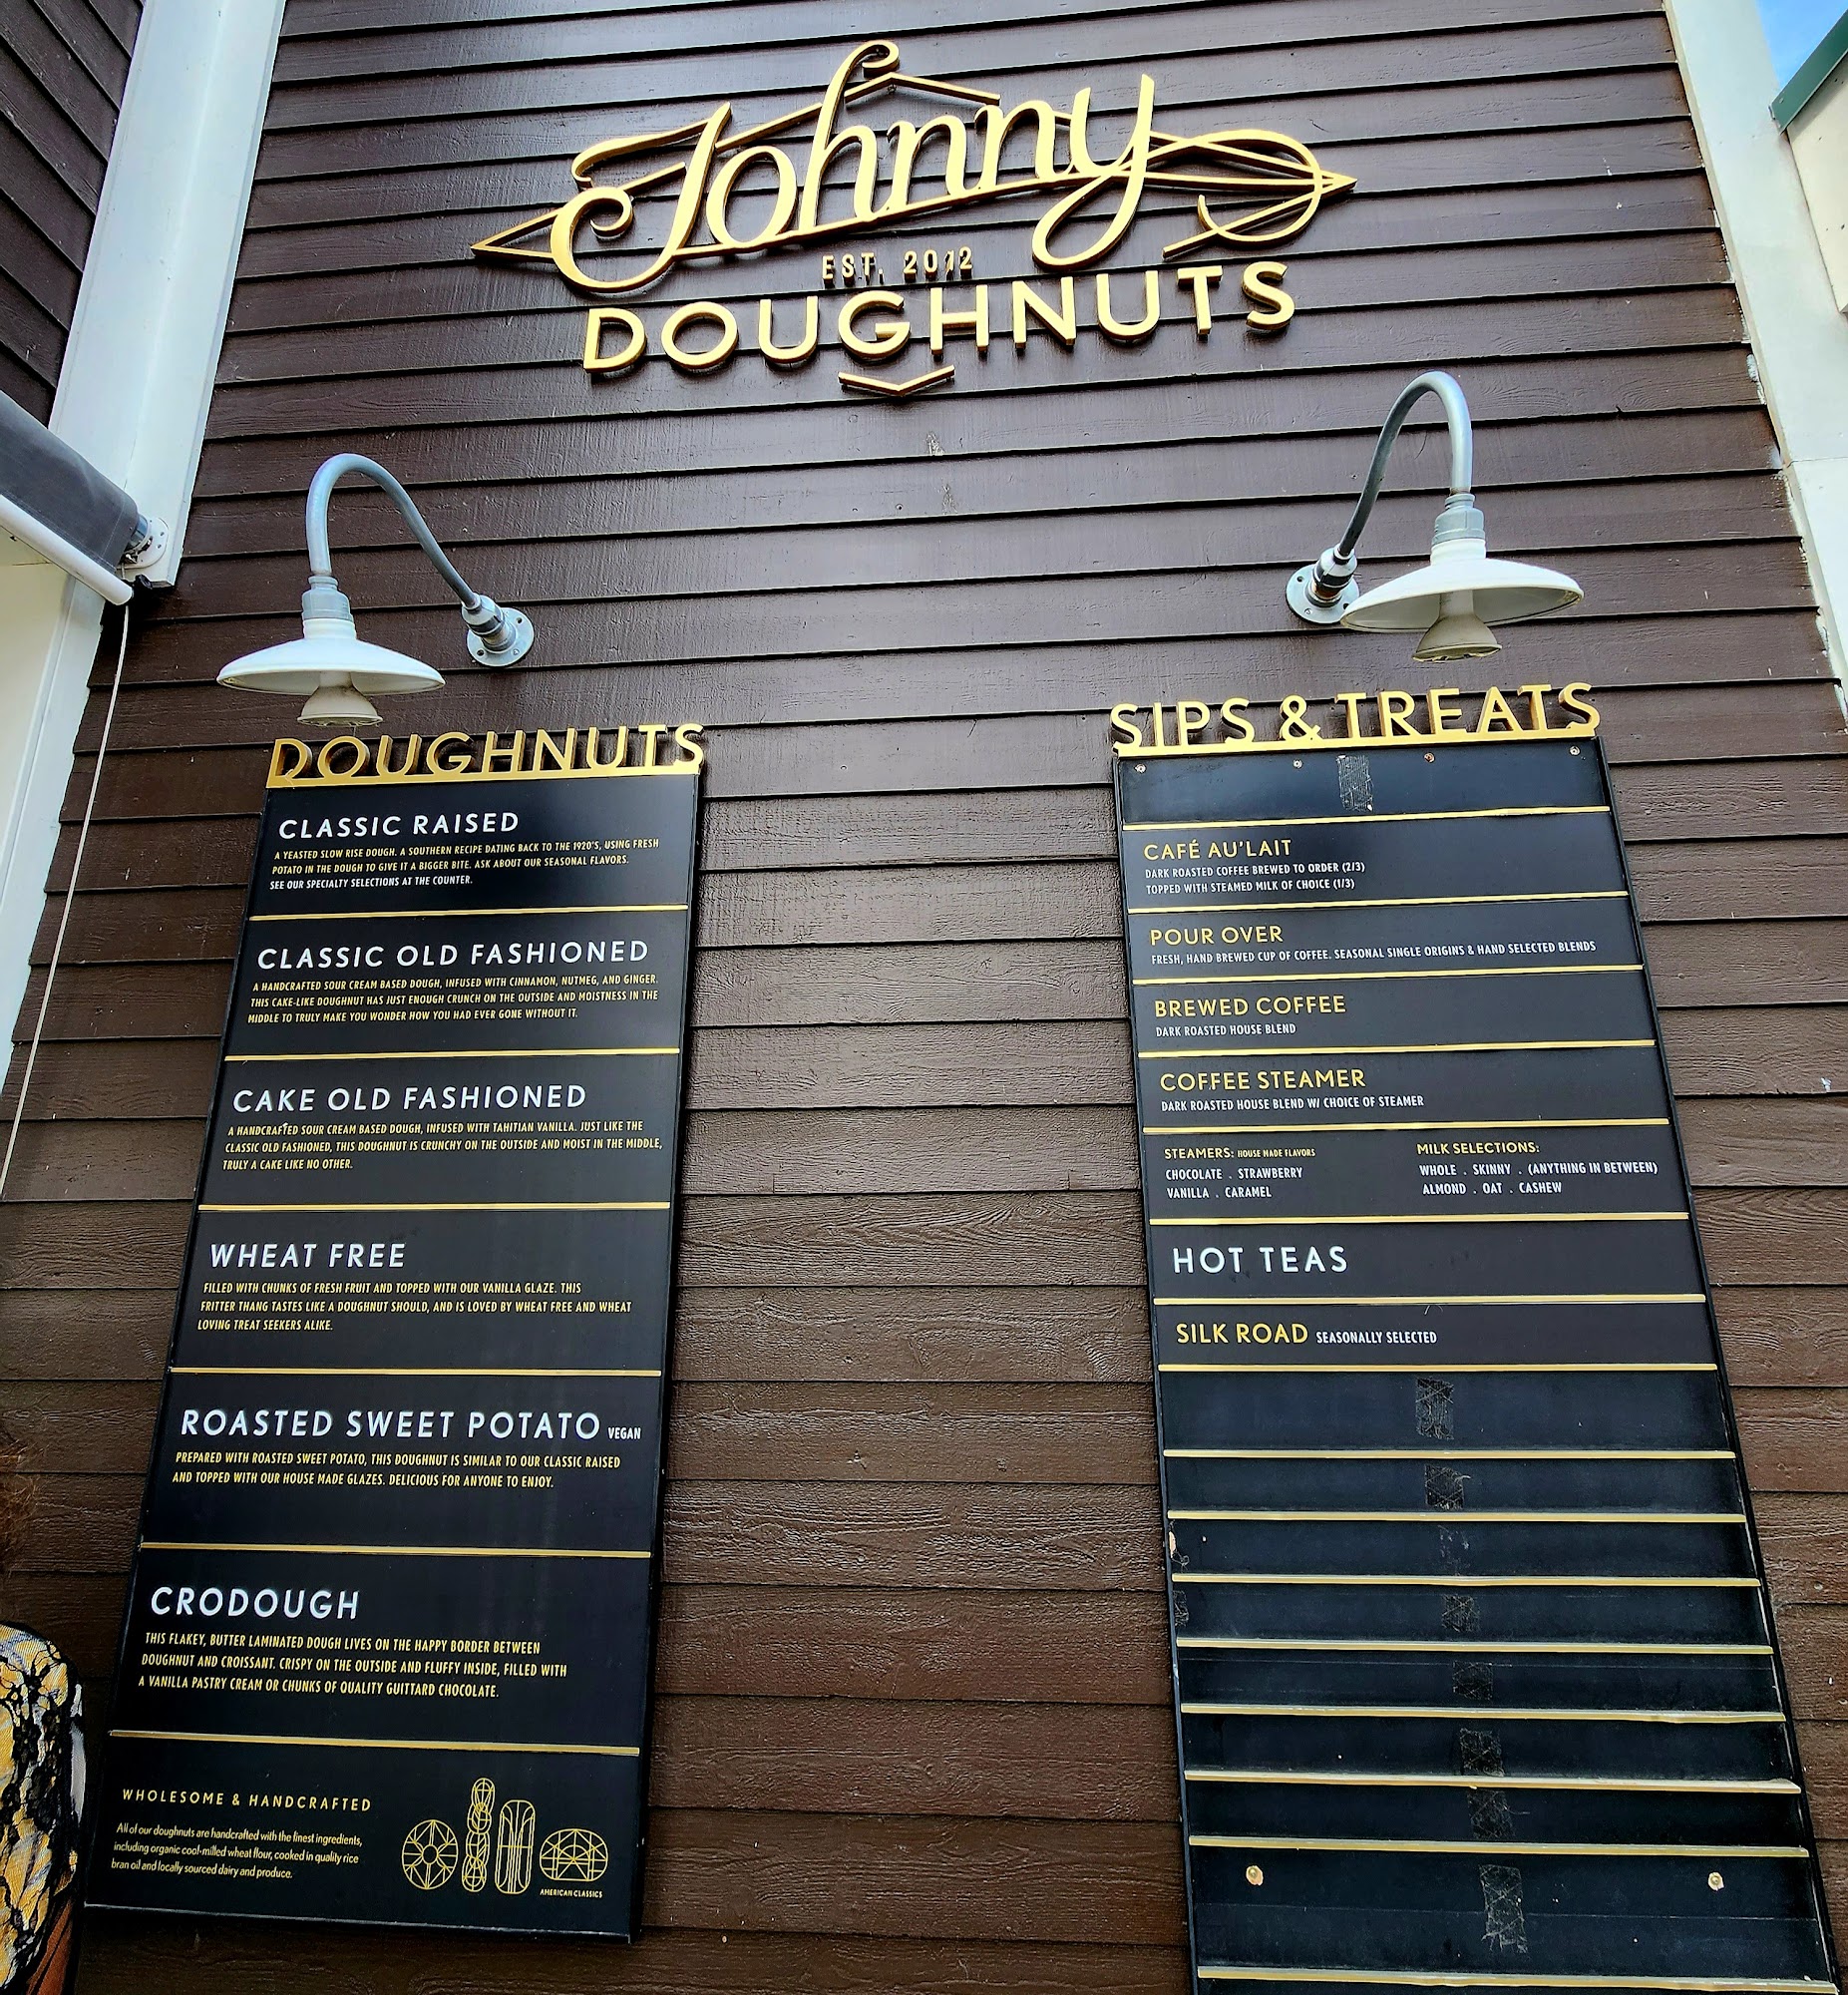 Johnny
EST. 2012
DOUGHNUTS
DOUGHNUTS
CLASSIC RAISED
A YEASTED SLOW RISE DOUGH. A SOUTHERN RECIPE DATING BACK TO THE 1920'S, USING FRESH
POTATO IN THE DOUGH TO GIVE IT A BIGGER BITE. ASK ABOUT OUR SEASONAL FLAVORS.
SEE OUR SPECIALTY SELECTIONS AT THE COUNTER.
CLASSIC OLD FASHIONED
A HANDCRAFTED SOUR CREAM BASED DOUGH, INFUSED WITH CINNAMON, NUTMEG, AND GINGER.
THIS CAKE-LIKE DOUGHNUT HAS JUST ENOUGH CRUNCH ON THE OUTSIDE AND MOISTNESS IN THE
MIDDLE TO TRULY MAKE YOU WONDER HOW YOU HAD EVER GONE WITHOUT IT.
CAKE OLD FASHIONED
A HANDCRAFTED SOUR CREAM BASED DOUGH, INFUSED WITH TAHITIAN VANILLA. JUST LIKE THE
CLASSIC OLD FASHIONED, THIS DOUGHNUT IS CRUNCHY ON THE OUTSIDE AND MOIST IN THE MIDDLE,
TRULY A CAKE LIKE NO OTHER.
WHEAT FREE
FILLED WITH CHUNKS OF FRESH FRUIT AND TOPPED WITH OUR VANILLA GLAZE. THIS
FRITTER THANG TASTES LIKE A DOUGHNUT SHOULD, AND IS LOVED BY WHEAT FREE AND WHEAT
LOVING TREAT SEEKERS ALIKE.
ROASTED SWEET POTATO VEGAN
PREPARED WITH ROASTED SWEET POTATO, THIS DOUGHNUT IS SIMILAR TO OUR CLASSIC RAISED
AND TOPPED WITH OUR HOUSE MADE GLAZES. DELICIOUS FOR ANYONE TO ENJOY.
CRODOUGH
THIS FLAKEY, BUTTER LAMINATED DOUGH LIVES ON THE HAPPY BORDER BETWEEN
DOUGHNUT AND CROISSANT. CRISPY ON THE OUTSIDE AND FLUFFY INSIDE, FILLED WITH
A VANILLA PASTRY CREAM OR CHUNKS OF QUALITY GUITTARD CHOCOLATE.
WHOLESOME & HANDCRAFTED
All of our doughnuts are handcrafted with the finest ingredients,
including organic cool-milled wheat flour, cooked in quality rice
bran oil and locally sourced dairy and produce.
AMERICAN CLASSICS
SIPS & TREATS
CAFÉ AU'LAIT
DARK ROASTED COFFEE BREWED TO ORDER (2/3)
TOPPED WITH STEAMED MILK OF CHOICE (1/3)
POUR OVER
FRESH, HAND BREWED CUP OF COFFEE. SEASONAL SINGLE ORIGINS & HAND SELECTED BLENDS
BREWED COFFEE
DARK ROASTED HOUSE BLEND
COFFEE STEAMER
DARK ROASTED HOUSE BLEND W/ CHOICE OF STEAMER
STEAMERS: HOUSE MADE FLAVORS
CHOCOLATE . STRAWBERRY
VANILLA . CARAMEL
MILK SELECTIONS:
WHOLE . SKINNY . (ANYTHING IN BETWEEN)
ALMOND . OAT . CASHEW
HOT TEAS
SILK ROAD SEASONALLY SELECTED